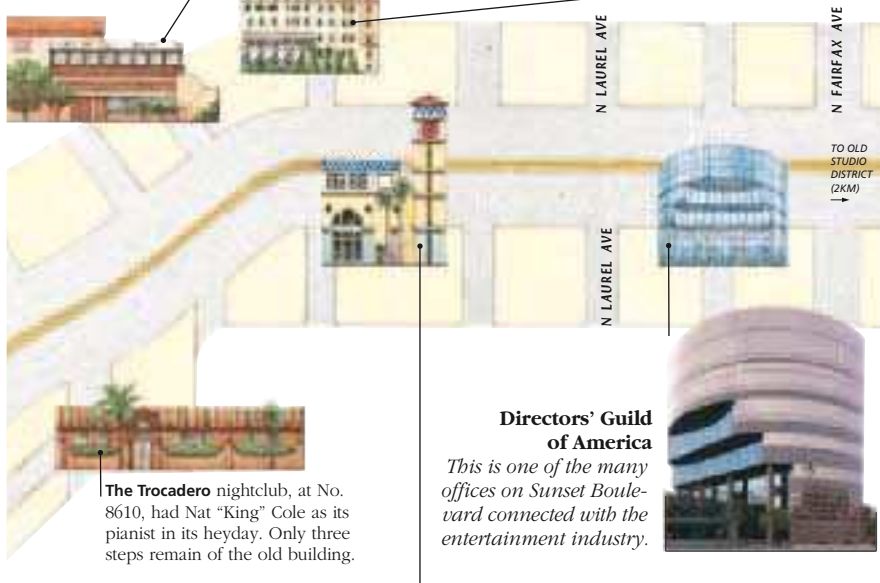 N LAUREL AVE
N FAIRFAX AVE
TO OLD
STUDIO
DISTRICT
(2KM)
N LAUREL AVE
Directors’ Guild
of America
This is one of the many
offices on Sunset Boule-
vard connected with the
entertainment industry.
The Trocadero nightclub, at No.
8610, had Nat “King” Cole as its
pianist in its heyday. Only three
steps remain of the old building.